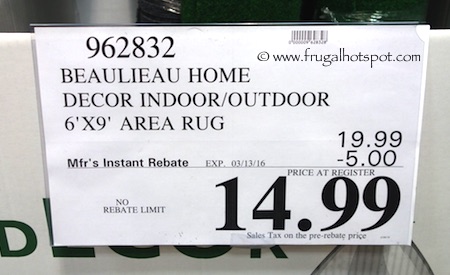 962832
© www.frugalhotspot.com
BEAULIEAU HOME
DECOR INDOOR/OUTDOOR
6'X9' AREA RUG
19.99
Mfr's Instant Rebate EXP. 03/13/16 -5.00
PRICE AT REGISTER
NO
REBATE LIMIT
14.99
Sales Tax on the pre-rebate price
DECOR